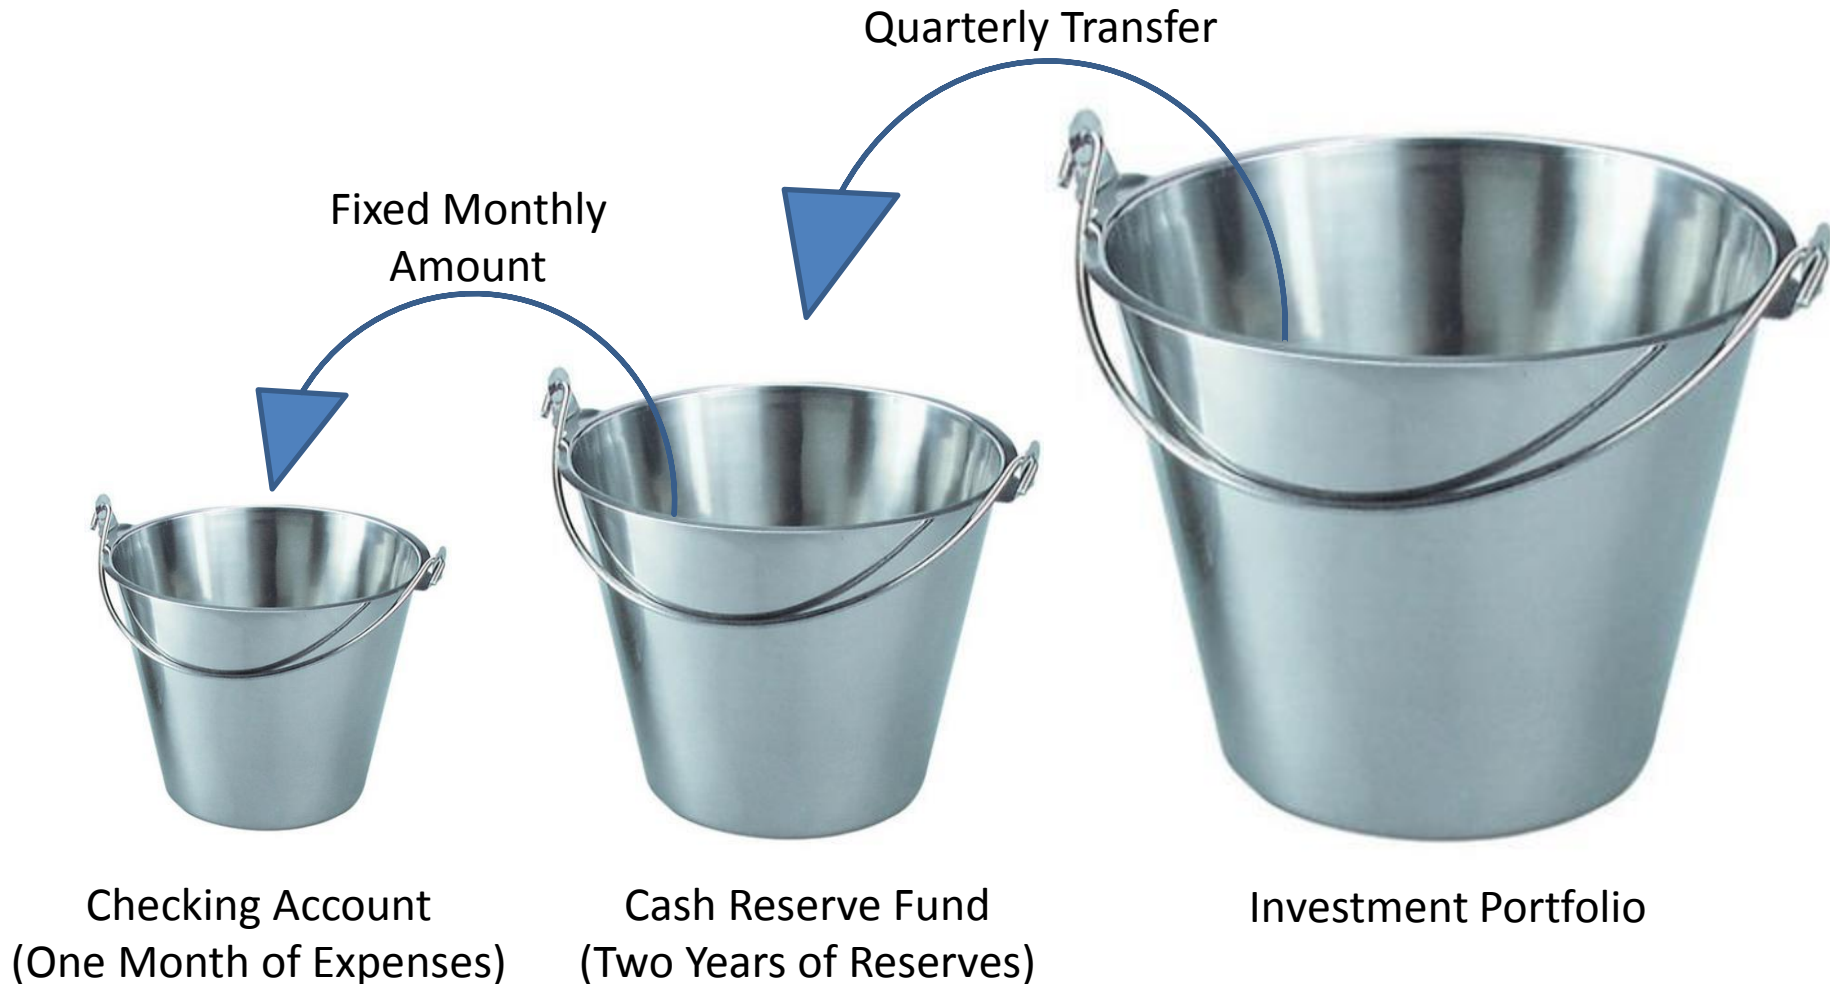 Quarterly Transfer
Fixed Monthly
Amount
Checking Account
(One Month of Expenses)
Cash Reserve Fund
(Two Years of Reserves)
Investment Portfolio